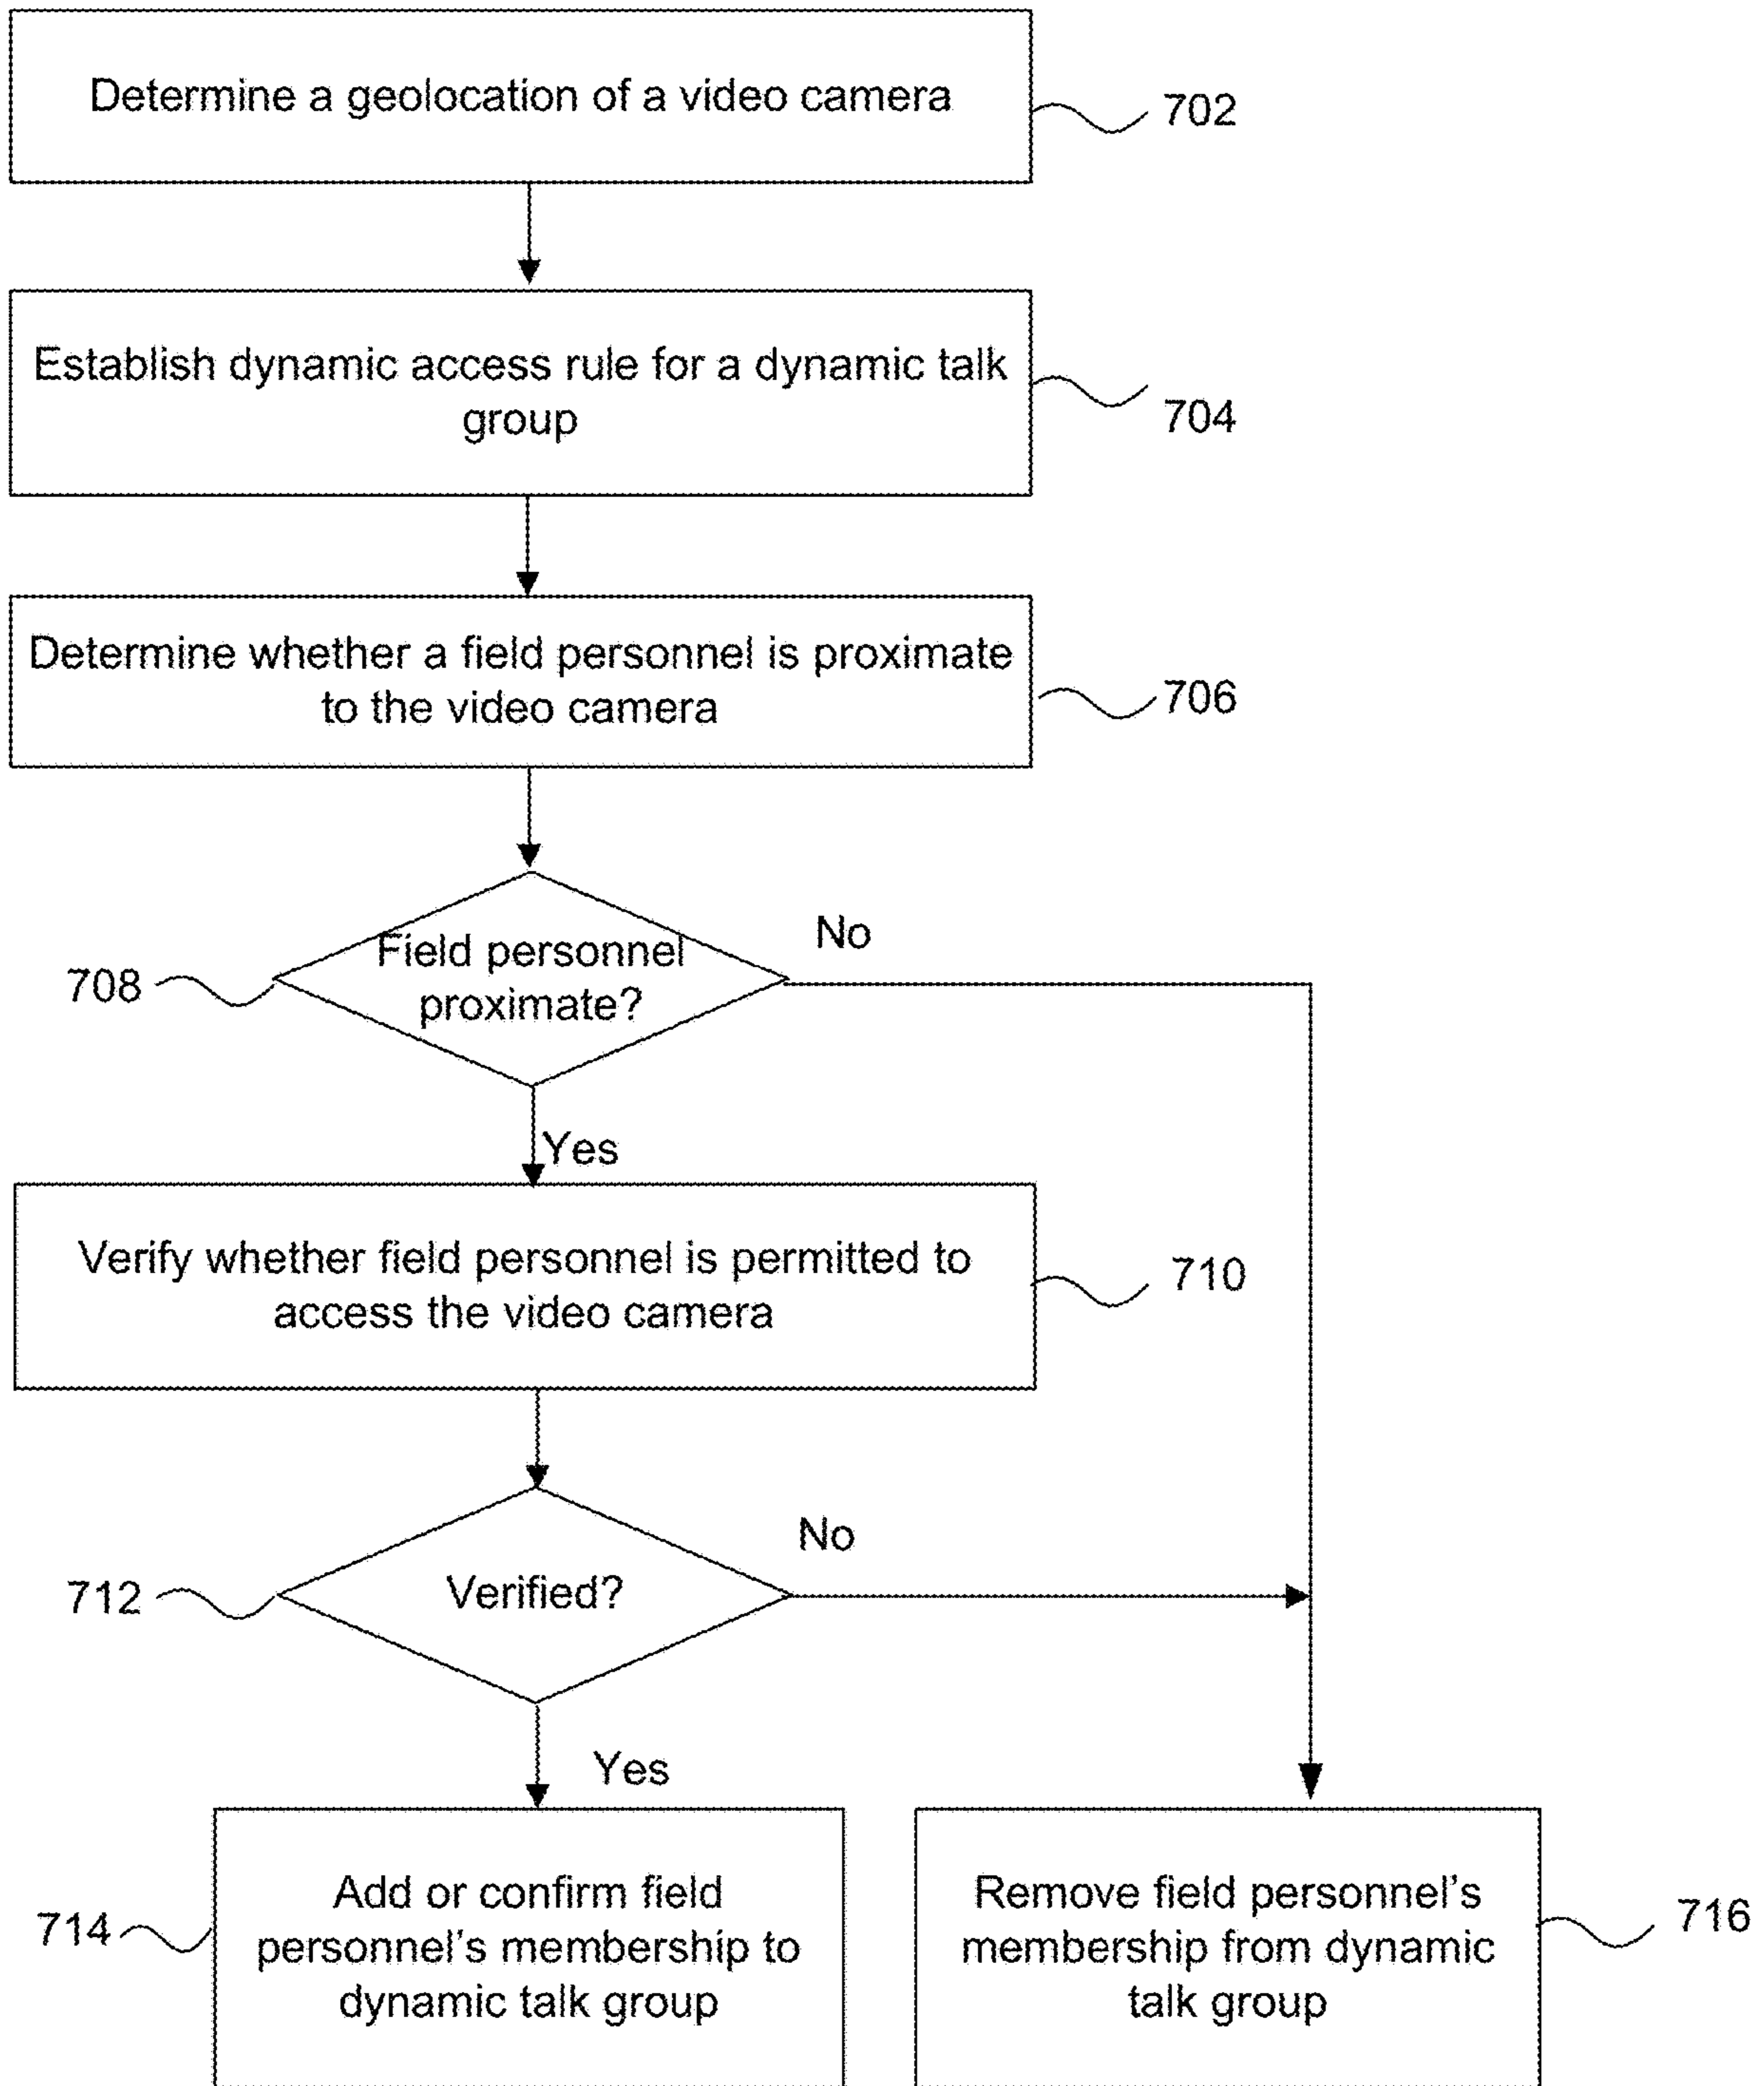 Determine a geolocation of a video camera
702
Establish dynamic access rule for a dynamic talk
group
704
Determine whether a field personnel is proximate
to the video camera
706
No
Field personnel
proximate?
708
Yes
Verify whether field personnel is permitted to
access the video camera
710
No
Verified?
712
Yes
Add or confirm field
personnel's membership to
dynamic talk group
714
Remove field personnel's
membership from dynamic
talk group
716